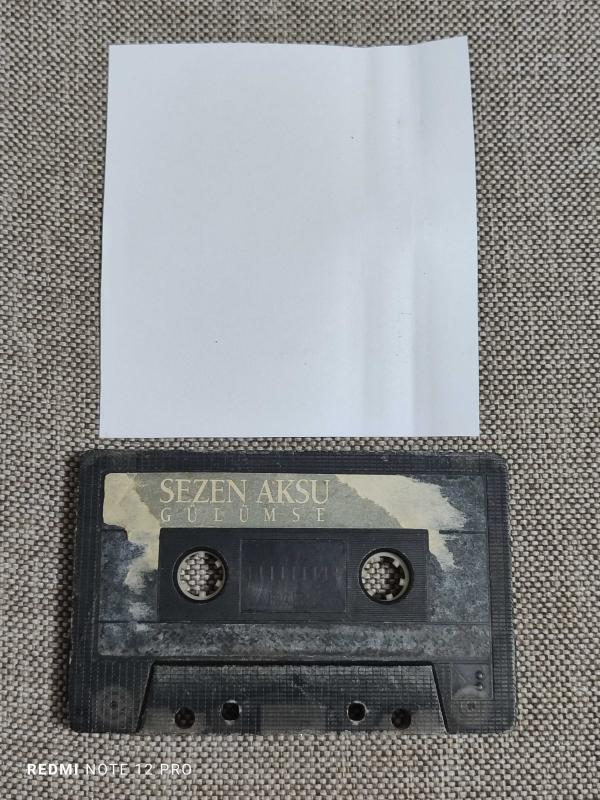 SEZEN AKSU
GÜLÜMSE
REDMI NOTE 12 PRO